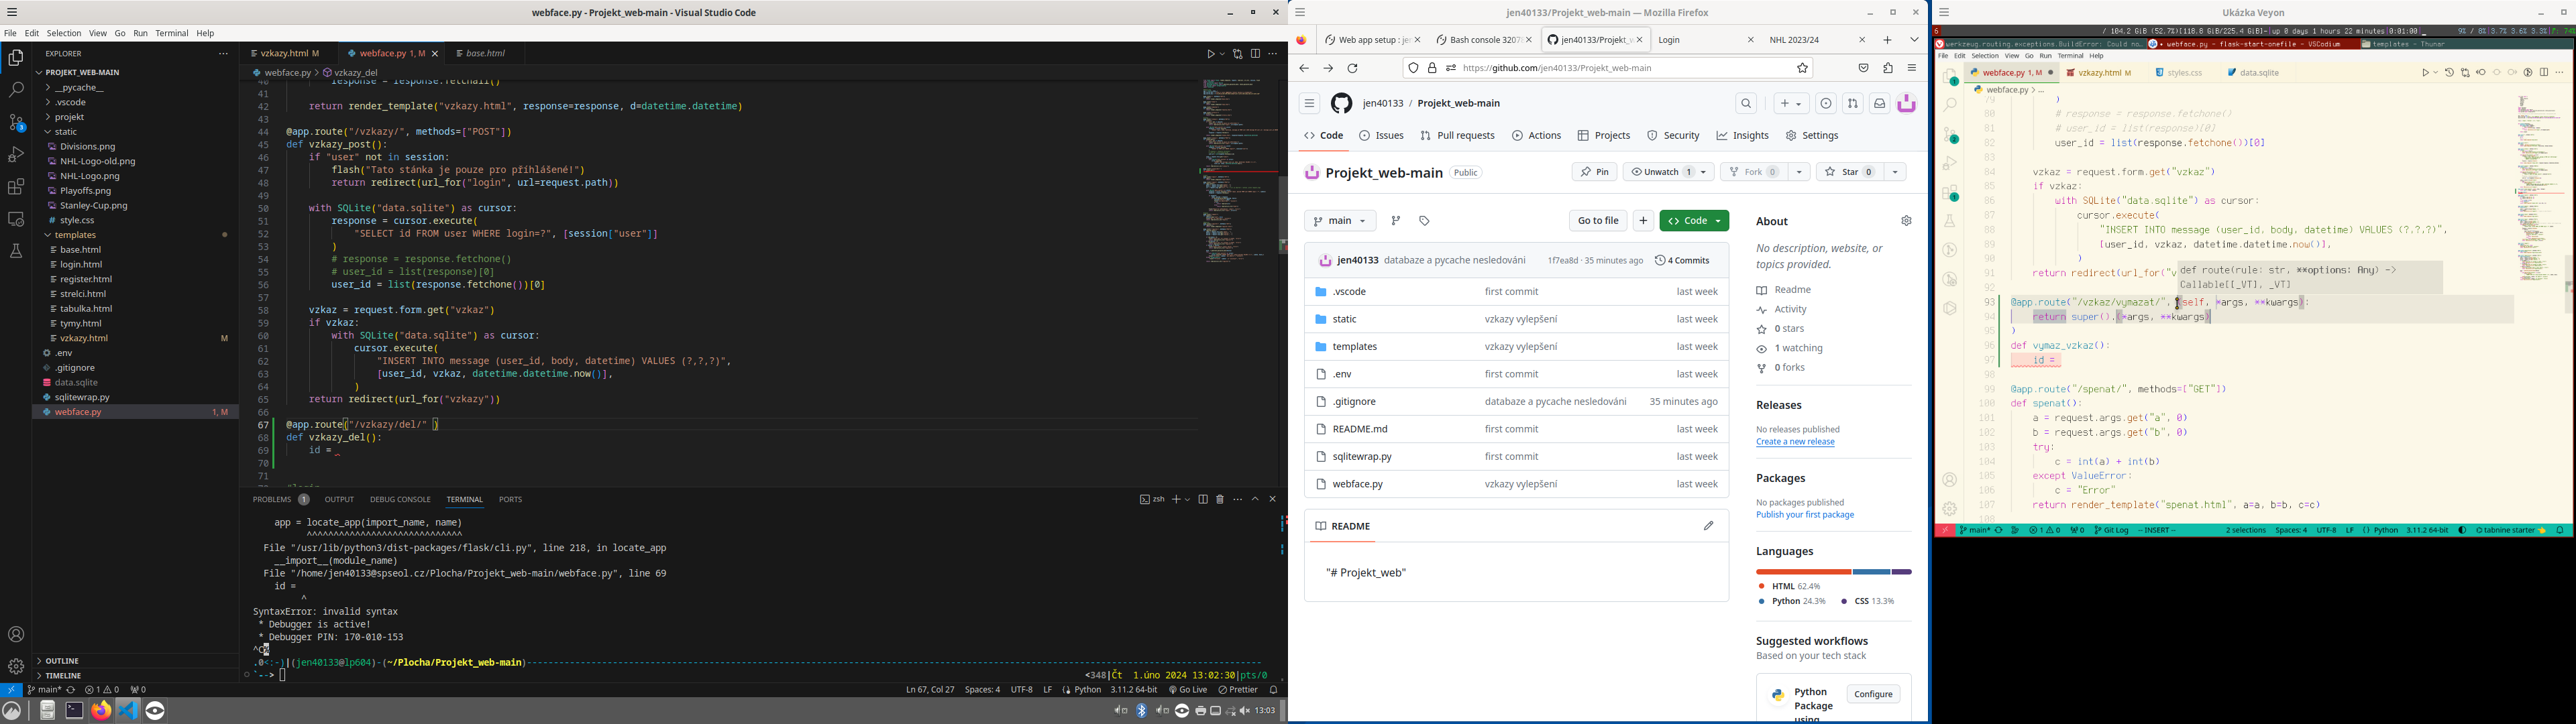 webface.py - Projekt_web-main - Visual Studio Code
File Edit Selection View Go Run Terminal Help
EXPLORER
PROJEKT_WEB-MAIN
__pycache__
.vscode
projekt
static
Divisions.png
NHL-Logo-old.png
NHL-Logo.png
Playoffs.png
Stanley-Cup.png
style.css
templates
base.html
login.html
register.html
strelci.html
tabulka.html
tymy.html
vzkazy.html M
.env
.gitignore
data.sqlite
sqlitewrap.py
webface.py 1, M
OUTLINE
TIMELINE
vzkazy.html M
webface.py 1, M
base.html
webface.py > vzkazy_del
40 response = response.fetchall()
41
42 return render_template("vzkazy.html", response=response, d=datetime.datetime)
43
44 @app.route("/vzkazy/", methods=["POST"])
45 def vzkazy_post():
46 if "user" not in session:
47 flash("Tato stánka je pouze pro příhlášené!")
48 return redirect(url_for("login", url=request.path))
49
50 with SQLite("data.sqlite") as cursor:
51 response = cursor.execute(
52 "SELECT id FROM user WHERE login=?", [session["user"]]
53 )
54 # response = response.fetchone()
55 # user_id = list(response)[0]
56 user_id = list(response.fetchone())[0]
57
58 vzkaz = request.form.get("vzkaz")
59 if vzkaz:
60 with SQLite("data.sqlite") as cursor:
61 cursor.execute(
62 "INSERT INTO message (user_id, body, datetime) VALUES (?,?,?)",
63 [user_id, vzkaz, datetime.datetime.now()],
64 )
65 return redirect(url_for("vzkazy"))
66
67 @app.route("/vzkazy/del/" )
68 def vzkazy_del():
69 id =
70
71
PROBLEMS 1 OUTPUT DEBUG CONSOLE TERMINAL PORTS
zsh
app = locate_app(import_name, name)
^^^^^^^^^^^^^^^^^^^^^^^^^^^^^
File "/usr/lib/python3/dist-packages/flask/cli.py", line 218, in locate_app
__import__(module_name)
File "/home/jen40133@spseol.cz/Plocha/Projekt_web-main/webface.py", line 69
id =
^
SyntaxError: invalid syntax
* Debugger is active!
* Debugger PIN: 170-010-153
.0<:-)|(jen40133@lp604)-(~/Plocha/Projekt_web-main)
`--> <348|Čt 1.úno 2024 13:02:30|pts/0
main* 1 0 0 Ln 67, Col 27 Spaces: 4 UTF-8 LF Python 3.11.2 64-bit Go Live Prettier
13:03
jen40133/Projekt_web-main — Mozilla Firefox
Web app setup : jen
Bash console 3207
jen40133/Projekt_w
Login
NHL 2023/24
https://github.com/jen40133/Projekt_web-main
jen40133 / Projekt_web-main
Code Issues Pull requests Actions Projects Security Insights Settings
Projekt_web-main Public
Pin Unwatch 1 Fork 0 Star 0
main
Go to file
Code
jen40133 databaze a pycache nesledováni 1f7ea8d · 35 minutes ago 4 Commits
.vscode first commit last week
static vzkazy vylepšení last week
templates vzkazy vylepšení last week
.env first commit last week
.gitignore databaze a pycache nesledováni 35 minutes ago
README.md first commit last week
sqlitewrap.py first commit last week
webface.py vzkazy vylepšení last week
README
"# Projekt_web"
About
No description, website, or
topics provided.
Readme
Activity
0 stars
1 watching
0 forks
Releases
No releases published
Create a new release
Packages
No packages published
Publish your first package
Languages
HTML 62.4%
Python 24.3% CSS 13.3%
Suggested workflows
Based on your tech stack
Python
Package
using
Configure
Ukázka Veyon
webface.py - flask-start-onefile - VSCodium
templates - Thunar
File Edit Selection View Go Run Terminal Help
webface.py 1, M
vzkazy.html M
styles.css
data.sqlite
webface.py > ...
79 )
80 # response = response.fetchone()
81 # user_id = list(response)[0]
82 user_id = list(response.fetchone())[0]
83
84 vzkaz = request.form.get("vzkaz")
85 if vzkaz:
86 with SQLite("data.sqlite") as cursor:
87 cursor.execute(
88 "INSERT INTO message (user_id, body, datetime) VALUES (?,?,?)",
89 [user_id, vzkaz, datetime.datetime.now()],
90 )
91 return redirect(url_for("v
def route(rule: str, **options: Any) ->
Callable[[_VT], _VT]
93 @app.route("/vzkaz/vymazat/", (self, *args, **kwargs):
94 return super().(*args, **kwargs)
95 )
96 def vymaz_vzkaz():
97 id =
99 @app.route("/spenat/", methods=["GET"])
100 def spenat():
101 a = request.args.get("a", 0)
102 b = request.args.get("b", 0)
103 try:
104 c = int(a) + int(b)
105 except ValueError:
106 c = "Error"
107 return render_template("spenat.html", a=a, b=b, c=c)
main* 1 0 0 Git Log -- INSERT -- 2 selections Spaces: 4 UTF-8 LF Python 3.11.2 64-bit tabnine starter